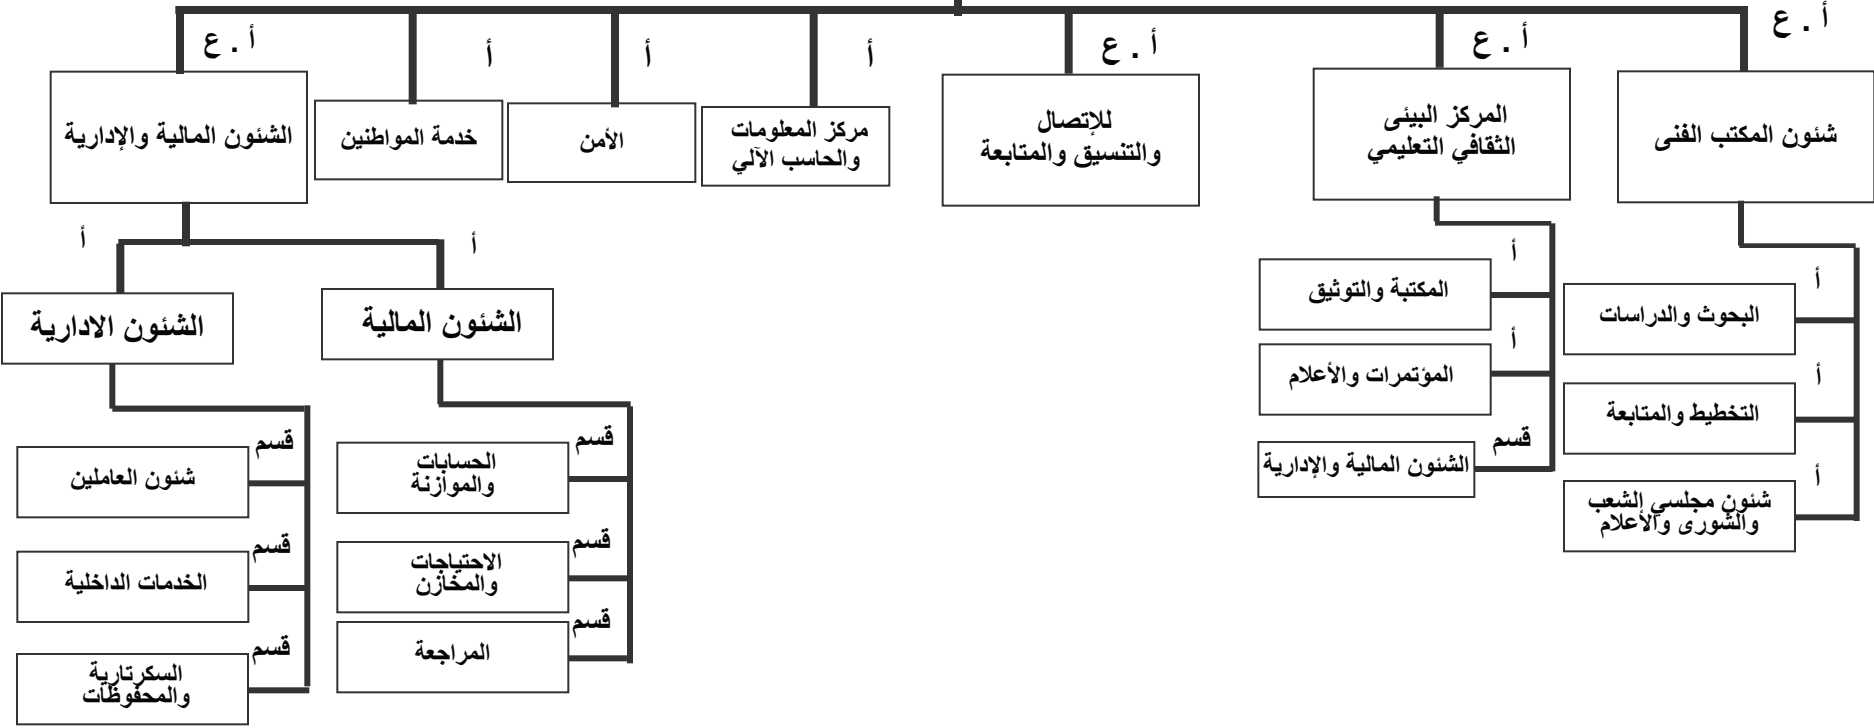 أ . ع
شئون المكتب الفنى
أ
البحوث والدراسات
أ
التخطيط والمتابعة
أ
شئون مجلسي الشعب
والشورى والأعلام
أ . ع
المركز البيئى
الثقافي التعليمي
أ
المكتبة والتوثيق
أ
المؤتمرات والأعلام
قسم
الشئون المالية والإدارية
أ . ع
للإتصال
والتنسيق والمتابعة
أ
مركز المعلومات
والحاسب الآلي
أ
الأمن
أ
خدمة المواطنين
أ . ع
الشئون المالية والإدارية
أ
الشئون المالية
قسم
الحسابات
والموازنة
قسم
الاحتياجات
والمخازن
قسم
المراجعة
أ
الشئون الادارية
قسم
شئون العاملين
قسم
الخدمات الداخلية
قسم
السكرتارية
والمحفوظات